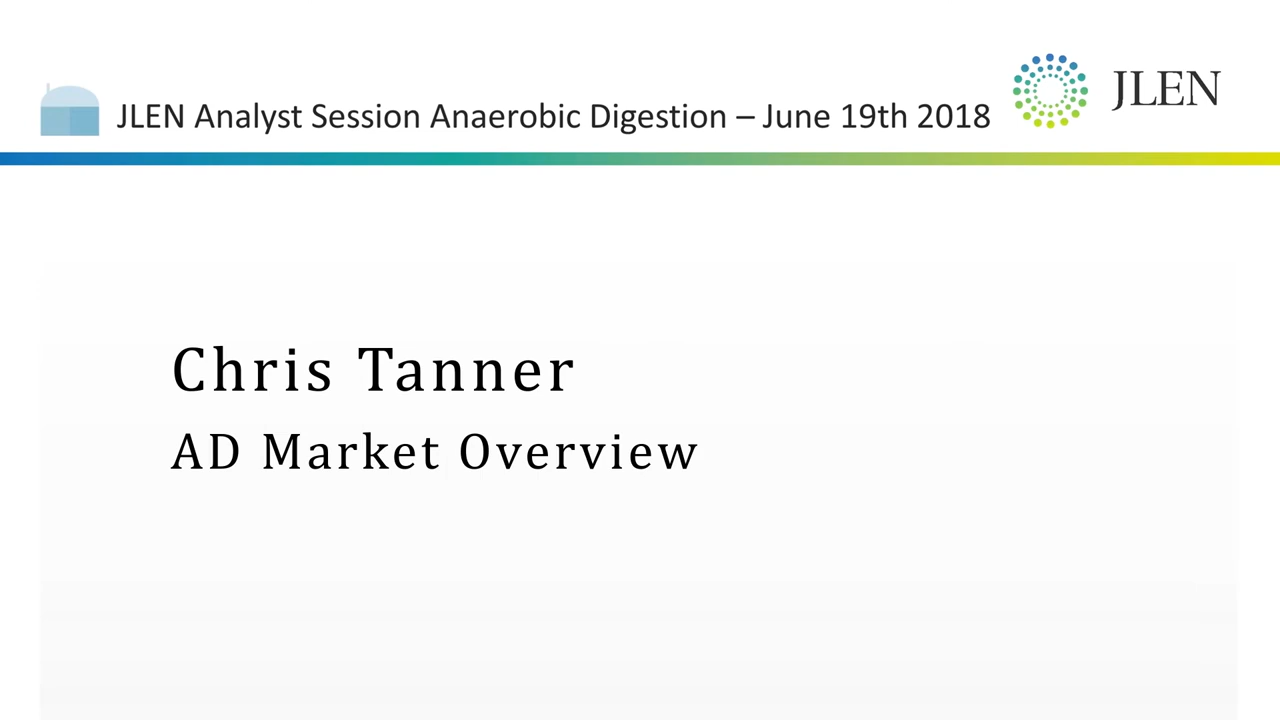 JLEN Analyst Session Anaerobic Digestion – June 19th 2018
JLEN
Chris Tanner
AD Market Overview